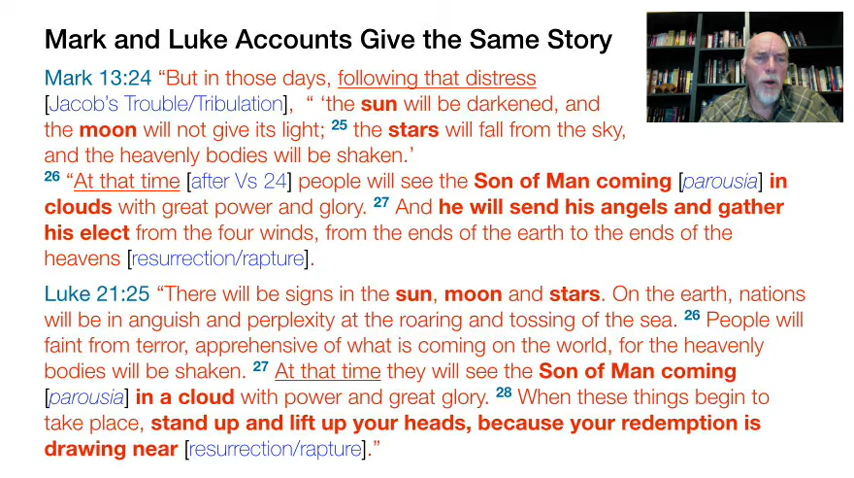 Mark and Luke Accounts Give the Same Story
Mark 13:24 “But in those days, following that distress
[Jacob’s Trouble/Tribulation], “ ‘the sun will be darkened, and
the moon will not give its light; 25 the stars will fall from the sky,
and the heavenly bodies will be shaken.’
26 “At that time [after Vs 24] people will see the Son of Man coming [parousia] in
clouds with great power and glory. 27 And he will send his angels and gather
his elect from the four winds, from the ends of the earth to the ends of the
heavens [resurrection/rapture].
Luke 21:25 “There will be signs in the sun, moon and stars. On the earth, nations
will be in anguish and perplexity at the roaring and tossing of the sea. 26 People will
faint from terror, apprehensive of what is coming on the world, for the heavenly
bodies will be shaken. 27 At that time they will see the Son of Man coming
[parousia] in a cloud with power and great glory. 28 When these things begin to
take place, stand up and lift up your heads, because your redemption is
drawing near [resurrection/rapture].”